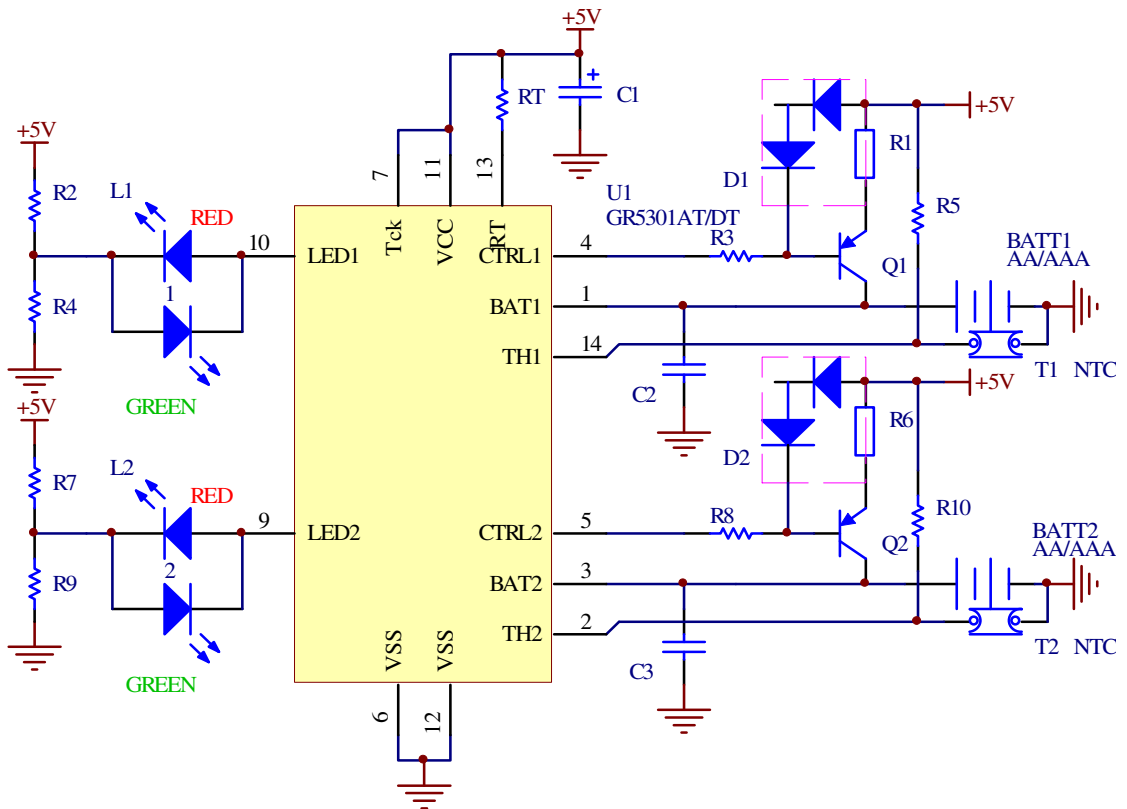 +5V
RT
C1
+5V
+5V
7
11
13
D1
R1
R2
L1
RED
U1
GR5301AT/DT
R5
Tck
VCC
RT
10
LED1
CTRL1
4
R3
Q1
BATT1
AA/AAA
R4
1
BAT1
1
TH1
14
T1 NTC
C2
+5V
GREEN
+5V
D2
R6
R7
L2
RED
R10
9
LED2
CTRL2
5
R8
Q2
BATT2
AA/AAA
R9
2
BAT2
3
TH2
2
T2 NTC
C3
GREEN
VSS
VSS
6
12